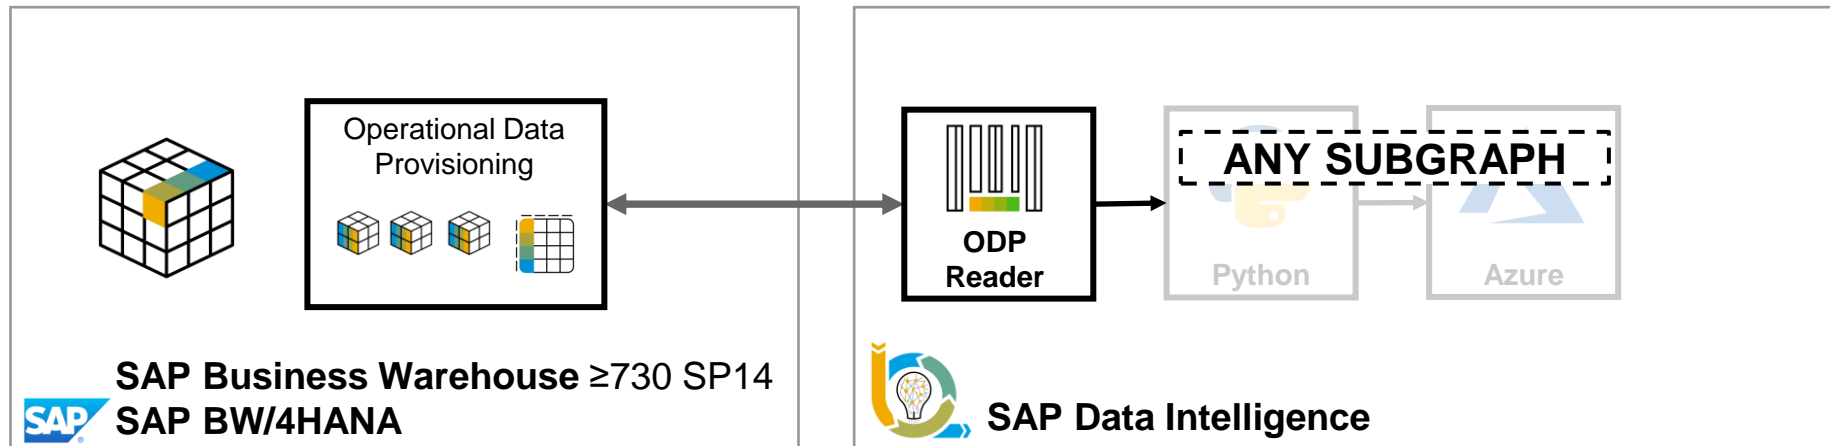 Operational Data
Provisioning
ODP
Reader
ANY SUBGRAPH
Python
Azure
SAP Business Warehouse ≥730 SP14
SAP BW/4HANA
SAP
SAP Data Intelligence